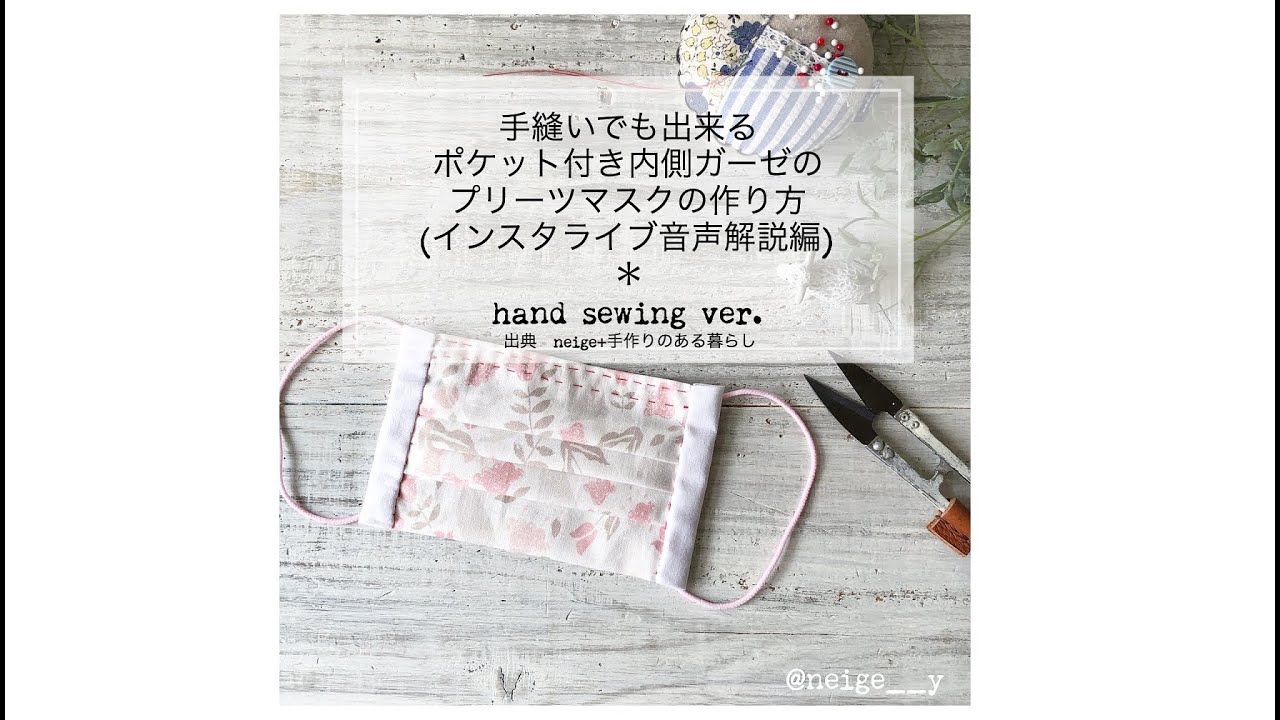 手縫いでも出来る
ポケット付き内側ガーゼの
プリーツマスクの作り方
(インスタライブ音声解説編)
＊
hand sewing ver.
出典　neige+手作りのある暮らし
@neige__y